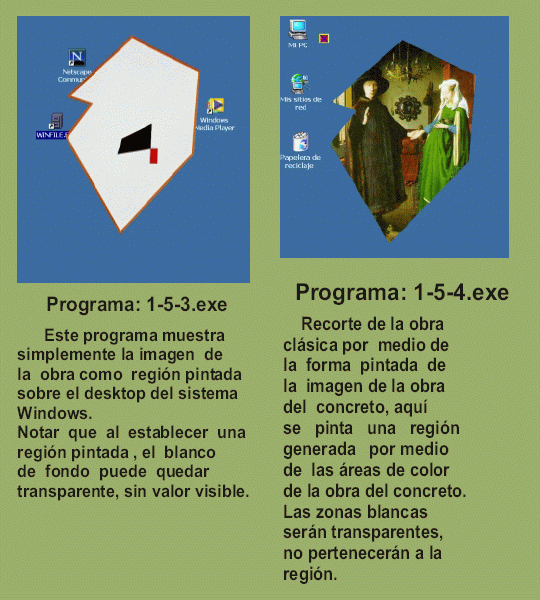 Netscape
Commun
WINFILE.E
Windows
Media Player
Programa: 1-5-3.exe
Este programa muestra
simplemente la imagen de
la obra como región pintada
sobre el desktop del sistema
Windows.
Notar que al establecer una
región pintada , el blanco
de fondo puede quedar
transparente, sin valor visible.
Mi PC
Mis sitios de
red
Papelera de
reciclaje
Programa: 1-5-4.exe
Recorte de la obra
clásica por medio de
la forma pintada de
la imagen de la obra
del concreto, aquí
se pinta una región
generada por medio
de las áreas de color
de la obra del concreto.
Las zonas blancas
serán transparentes,
no pertenecerán a la
región.